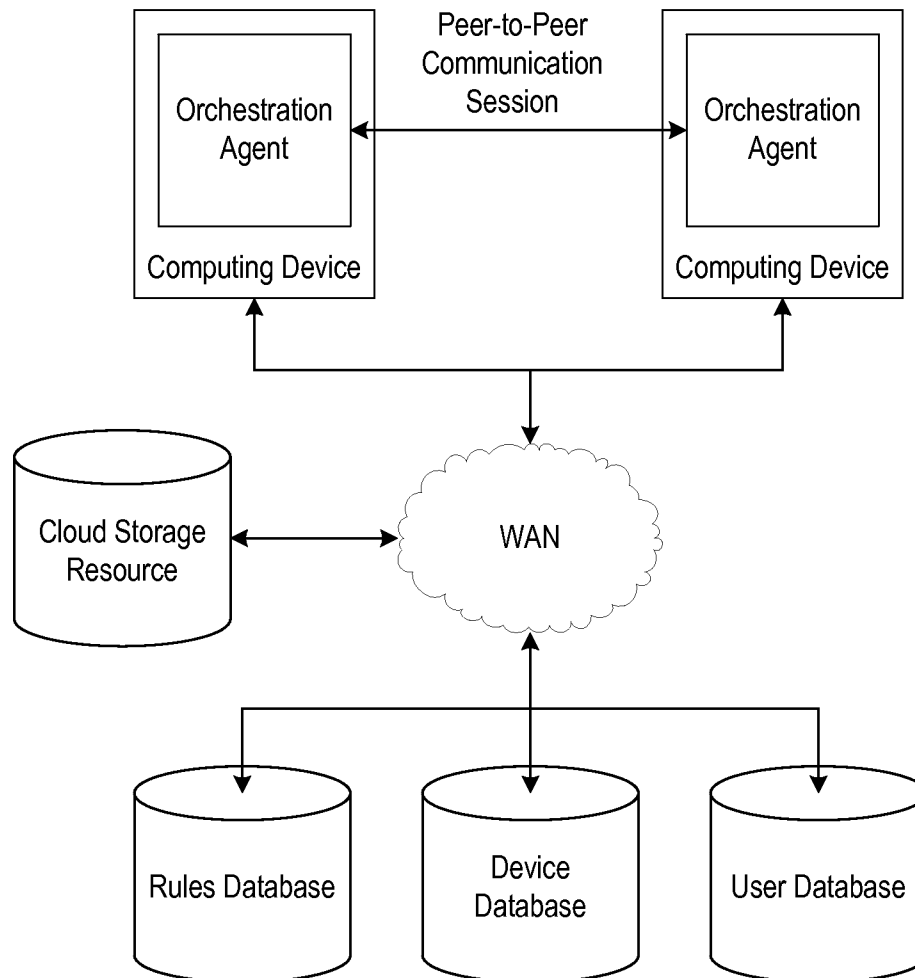 Peer-to-Peer
Communication
Session
Orchestration
Agent
Orchestration
Agent
Computing Device
Computing Device
Cloud Storage
Resource
WAN
Rules Database
Device
Database
User Database